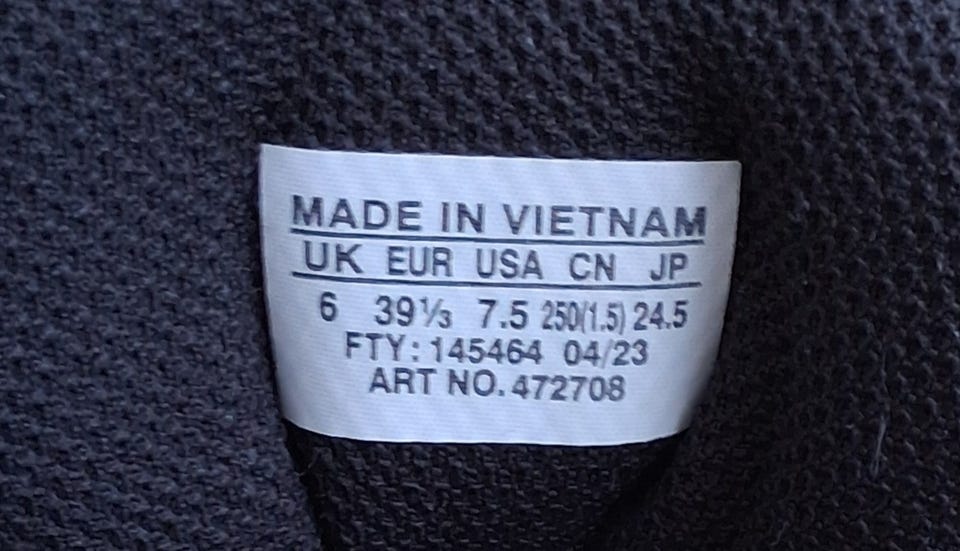 MADE IN VIETNAM
UK EUR USA CN JP
6 39⅓ 7.5 250(1.5) 24.5
FTY: 145464 04/23
ART NO. 472708